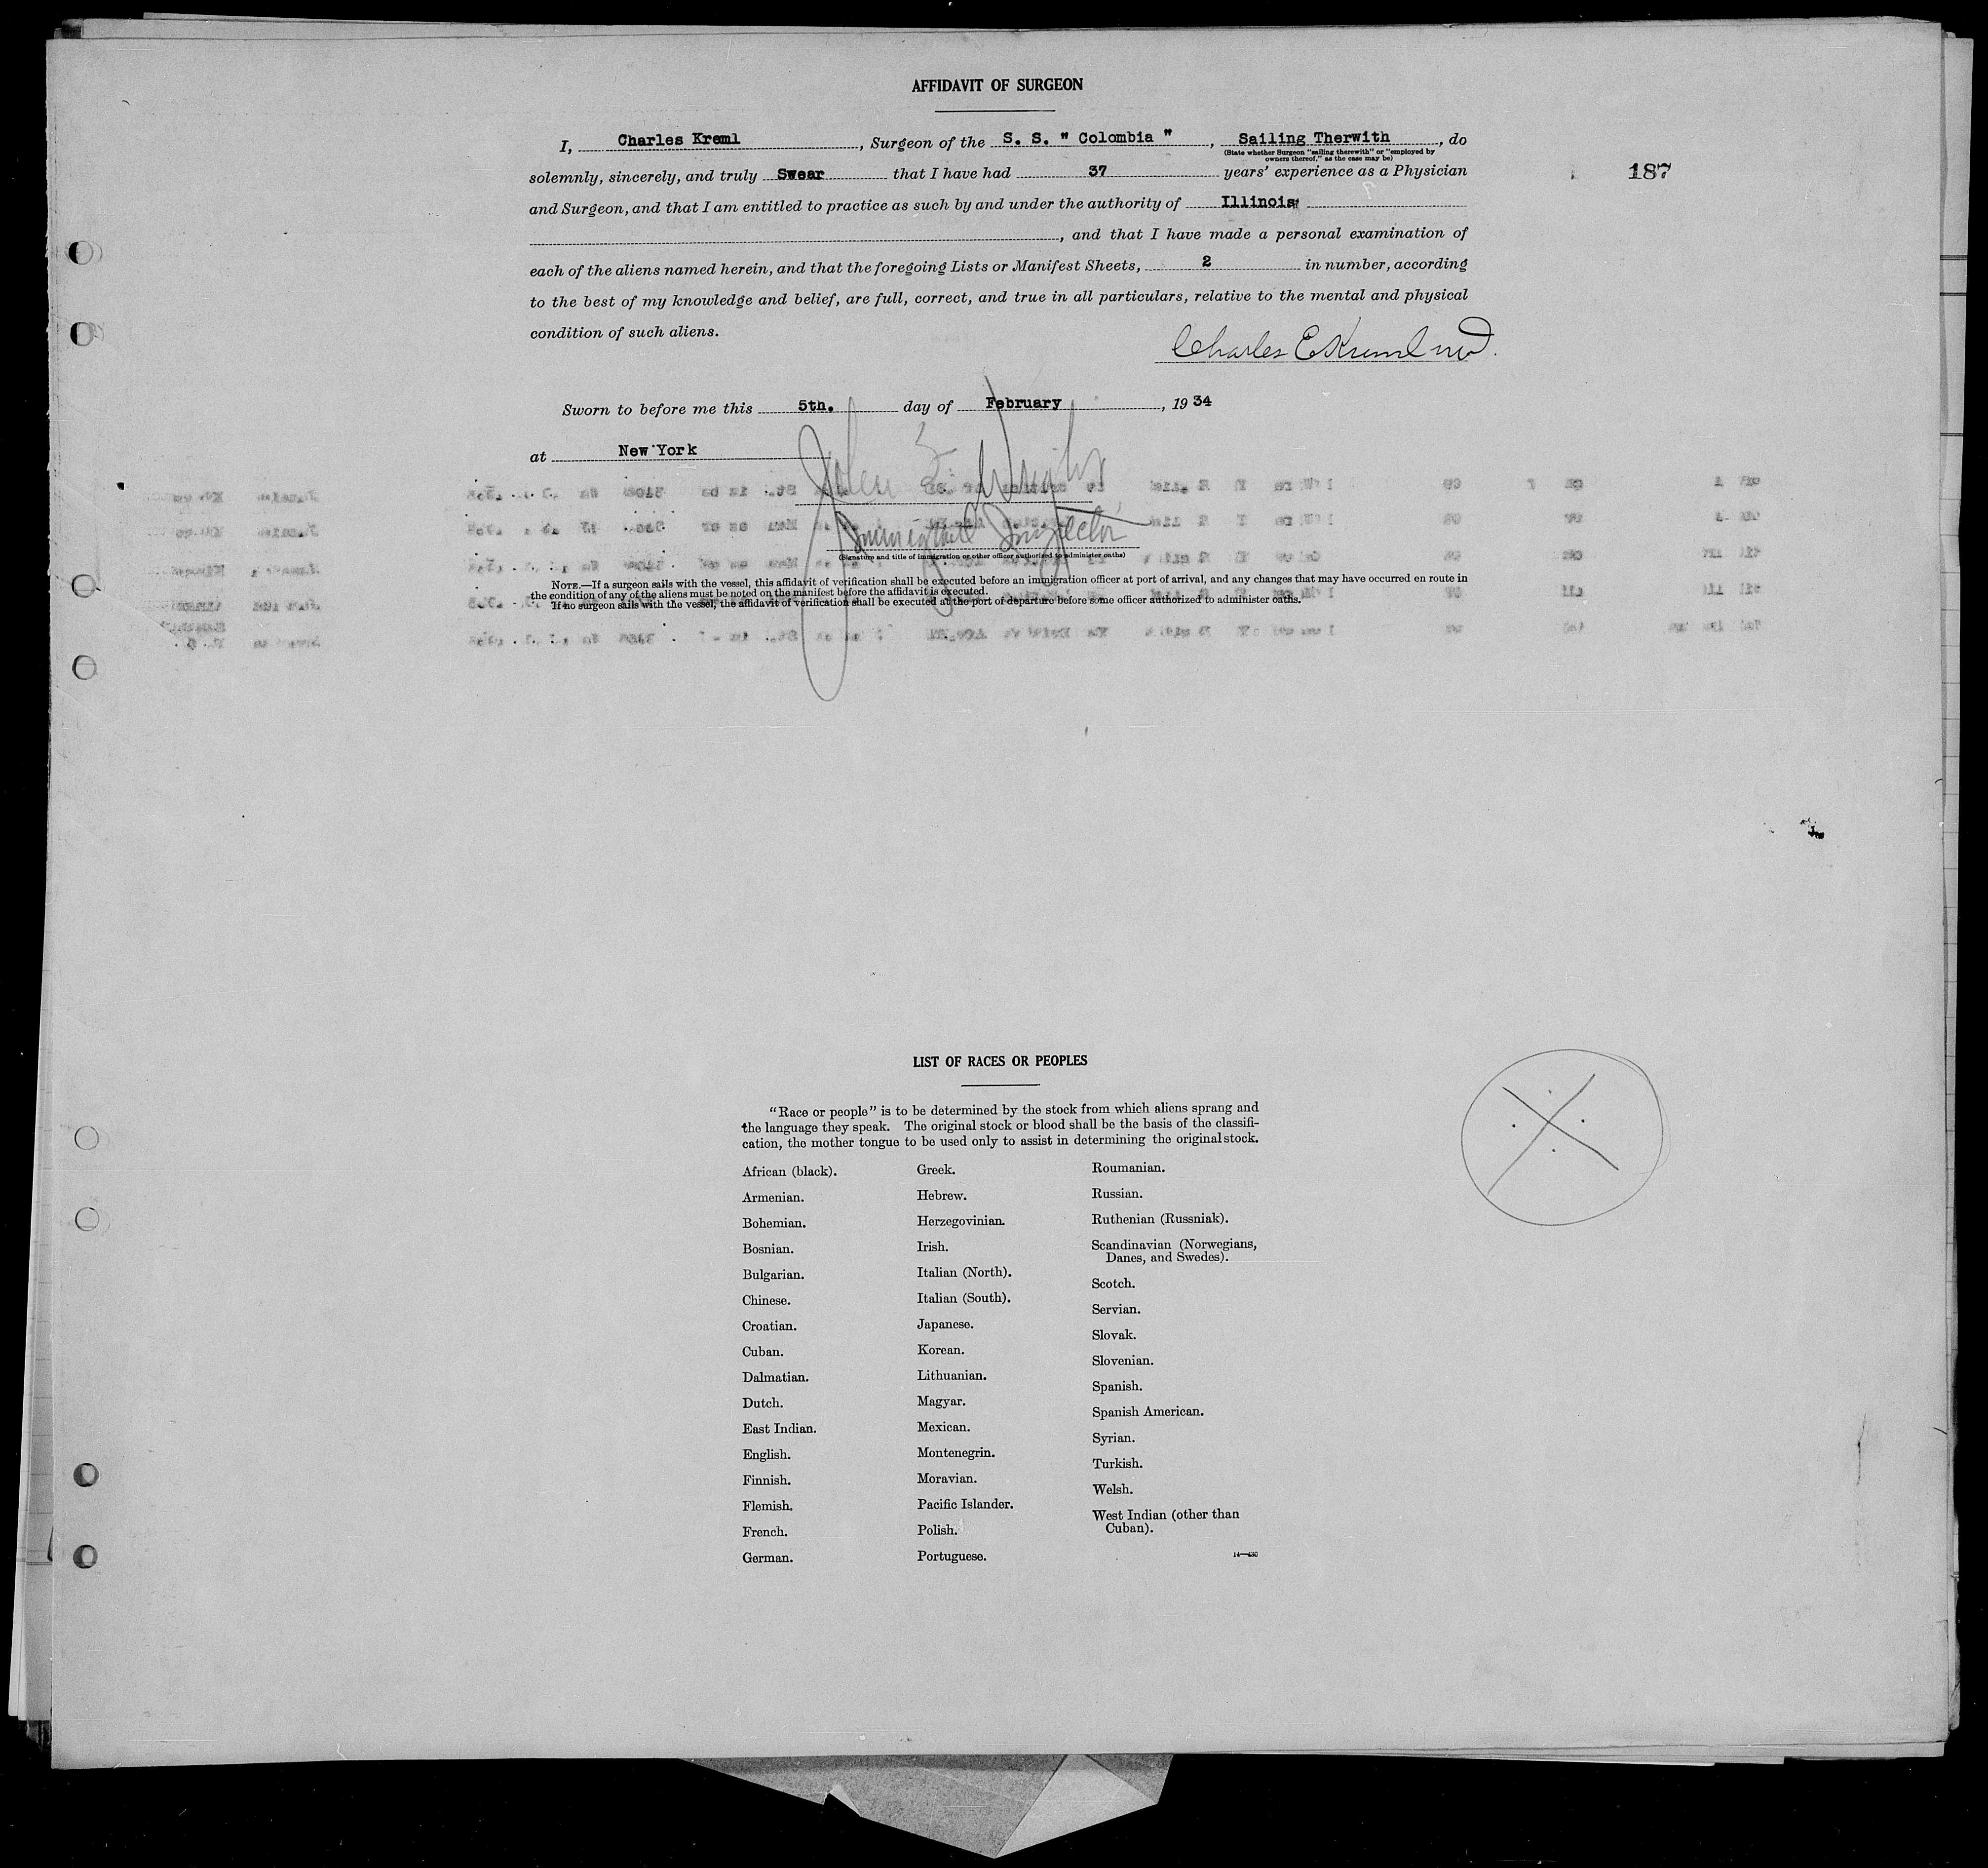 AFFIDAVIT OF SURGEON
I, Charles Kreml, Surgeon of the S. S. " Colombia ", Sailing Therwith, do
(State whether Surgeon "sailing therewith" or "employed by
owners thereof," as the case may be)
solemnly, sincerely, and truly Swear that I have had 37 years' experience as a Physician
187
and Surgeon, and that I am entitled to practice as such by and under the authority of Illinois
, and that I have made a personal examination of
each of the aliens named herein, and that the foregoing Lists or Manifest Sheets, 2 in number, according
to the best of my knowledge and belief, are full, correct, and true in all particulars, relative to the mental and physical
condition of such aliens.
Charles E Kreml MD.
Sworn to before me this 5th. day of February, 1934
at New York
Immigrant Inspector
(Signature and title of immigration or other officer authorized to administer oaths)
NOTE.—If a surgeon sails with the vessel, this affidavit of verification shall be executed before an immigration officer at port of arrival, and any changes that may have occurred en route in
the condition of any of the aliens must be noted on the manifest before the affidavit is executed.
If no surgeon sails with the vessel, the affidavit of verification shall be executed at the port of departure before some officer authorized to administer oaths.
LIST OF RACES OR PEOPLES
"Race or people" is to be determined by the stock from which aliens sprang and
the language they speak. The original stock or blood shall be the basis of the classifi-
cation, the mother tongue to be used only to assist in determining the original stock.
African (black).
Armenian.
Bohemian.
Bosnian.
Bulgarian.
Chinese.
Croatian.
Cuban.
Dalmatian.
Dutch.
East Indian.
English.
Finnish.
Flemish.
French.
German.
Greek.
Hebrew.
Herzegovinian.
Irish.
Italian (North).
Italian (South).
Japanese.
Korean.
Lithuanian.
Magyar.
Mexican.
Montenegrin.
Moravian.
Pacific Islander.
Polish.
Portuguese.
Roumanian.
Russian.
Ruthenian (Russniak).
Scandinavian (Norwegians,
Danes, and Swedes).
Scotch.
Servian.
Slovak.
Slovenian.
Spanish.
Spanish American.
Syrian.
Turkish.
Welsh.
West Indian (other than
Cuban).